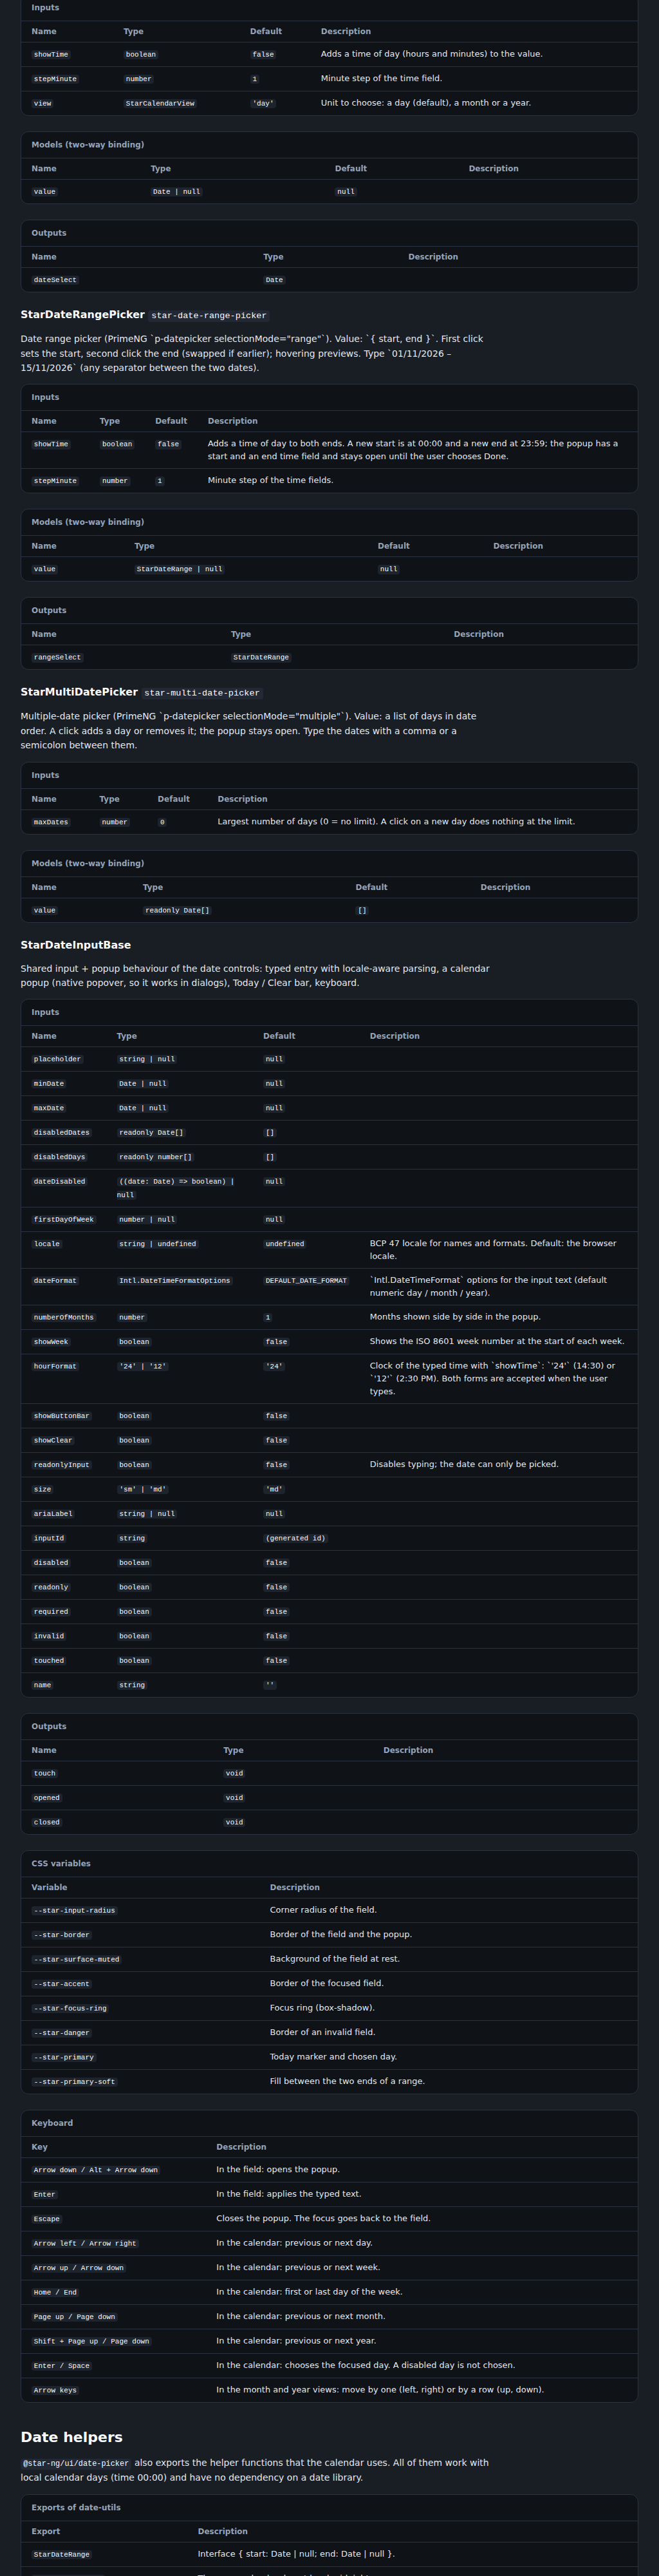 Inputs
Name Type Default Description
showTime boolean false Adds a time of day (hours and minutes) to the value.
stepMinute number 1 Minute step of the time field.
view StarCalendarView 'day' Unit to choose: a day (default), a month or a year.
Models (two-way binding)
Name Type Default Description
value Date | null null
Outputs
Name Type Description
dateSelect Date
StarDateRangePicker star-date-range-picker
Date range picker (PrimeNG `p-datepicker selectionMode="range"`). Value: `{ start, end }`. First click
sets the start, second click the end (swapped if earlier); hovering previews. Type `01/11/2026 –
15/11/2026` (any separator between the two dates).
Inputs
Name Type Default Description
showTime boolean false Adds a time of day to both ends. A new start is at 00:00 and a new end at 23:59; the popup has a
start and an end time field and stays open until the user chooses Done.
stepMinute number 1 Minute step of the time fields.
Models (two-way binding)
Name Type Default Description
value StarDateRange | null null
Outputs
Name Type Description
rangeSelect StarDateRange
StarMultiDatePicker star-multi-date-picker
Multiple-date picker (PrimeNG `p-datepicker selectionMode="multiple"`). Value: a list of days in date
order. A click adds a day or removes it; the popup stays open. Type the dates with a comma or a
semicolon between them.
Inputs
Name Type Default Description
maxDates number 0 Largest number of days (0 = no limit). A click on a new day does nothing at the limit.
Models (two-way binding)
Name Type Default Description
value readonly Date[] []
StarDateInputBase
Shared input + popup behaviour of the date controls: typed entry with locale-aware parsing, a calendar
popup (native popover, so it works in dialogs), Today / Clear bar, keyboard.
Inputs
Name Type Default Description
placeholder string | null null
minDate Date | null null
maxDate Date | null null
disabledDates readonly Date[] []
disabledDays readonly number[] []
dateDisabled ((date: Date) => boolean) | null
null
firstDayOfWeek number | null null
locale string | undefined undefined BCP 47 locale for names and formats. Default: the browser
locale.
dateFormat Intl.DateTimeFormatOptions DEFAULT_DATE_FORMAT `Intl.DateTimeFormat` options for the input text (default
numeric day / month / year).
numberOfMonths number 1 Months shown side by side in the popup.
showWeek boolean false Shows the ISO 8601 week number at the start of each week.
hourFormat '24' | '12' '24' Clock of the typed time with `showTime`: `'24'` (14:30) or
`'12'` (2:30 PM). Both forms are accepted when the user
types.
showButtonBar boolean false
showClear boolean false
readonlyInput boolean false Disables typing; the date can only be picked.
size 'sm' | 'md' 'md'
ariaLabel string | null null
inputId string (generated id)
disabled boolean false
readonly boolean false
required boolean false
invalid boolean false
touched boolean false
name string ''
Outputs
Name Type Description
touch void
opened void
closed void
CSS variables
Variable Description
--star-input-radius Corner radius of the field.
--star-border Border of the field and the popup.
--star-surface-muted Background of the field at rest.
--star-accent Border of the focused field.
--star-focus-ring Focus ring (box-shadow).
--star-danger Border of an invalid field.
--star-primary Today marker and chosen day.
--star-primary-soft Fill between the two ends of a range.
Keyboard
Key Description
Arrow down / Alt + Arrow down In the field: opens the popup.
Enter In the field: applies the typed text.
Escape Closes the popup. The focus goes back to the field.
Arrow left / Arrow right In the calendar: previous or next day.
Arrow up / Arrow down In the calendar: previous or next week.
Home / End In the calendar: first or last day of the week.
Page up / Page down In the calendar: previous or next month.
Shift + Page up / Page down In the calendar: previous or next year.
Enter / Space In the calendar: chooses the focused day. A disabled day is not chosen.
Arrow keys In the month and year views: move by one (left, right) or by a row (up, down).
Date helpers
@star-ng/ui/date-picker also exports the helper functions that the calendar uses. All of them work with
local calendar days (time 00:00) and have no dependency on a date library.
Exports of date-utils
Export Description
StarDateRange Interface { start: Date | null; end: Date | null }.